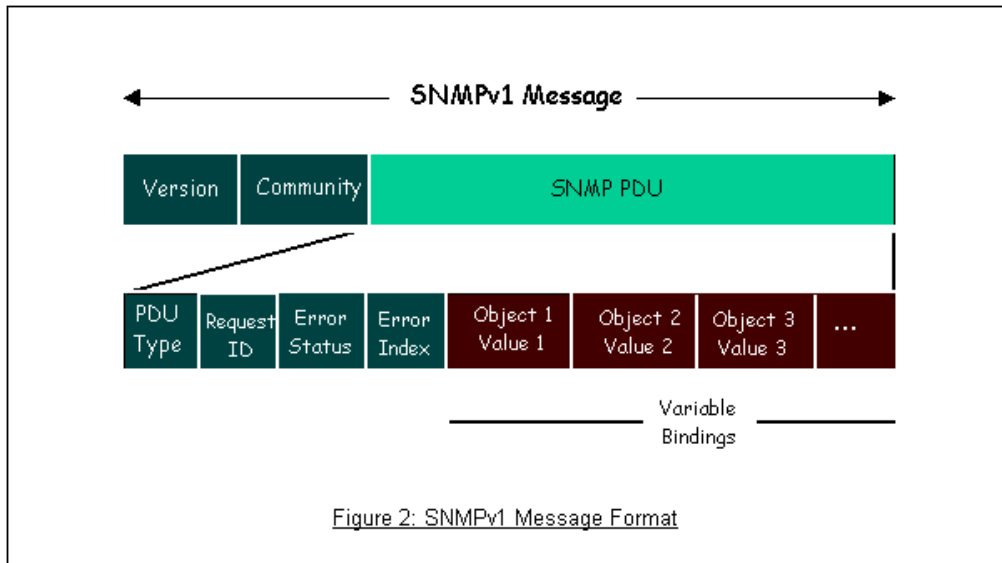 SNMPv1 Message
Version
Community
SNMP PDU
PDU
Type
Request
ID
Error
Status
Error
Index
Object 1
Value 1
Object 2
Value 2
Object 3
Value 3
...
Variable
Bindings
Figure 2: SNMPv1 Message Format